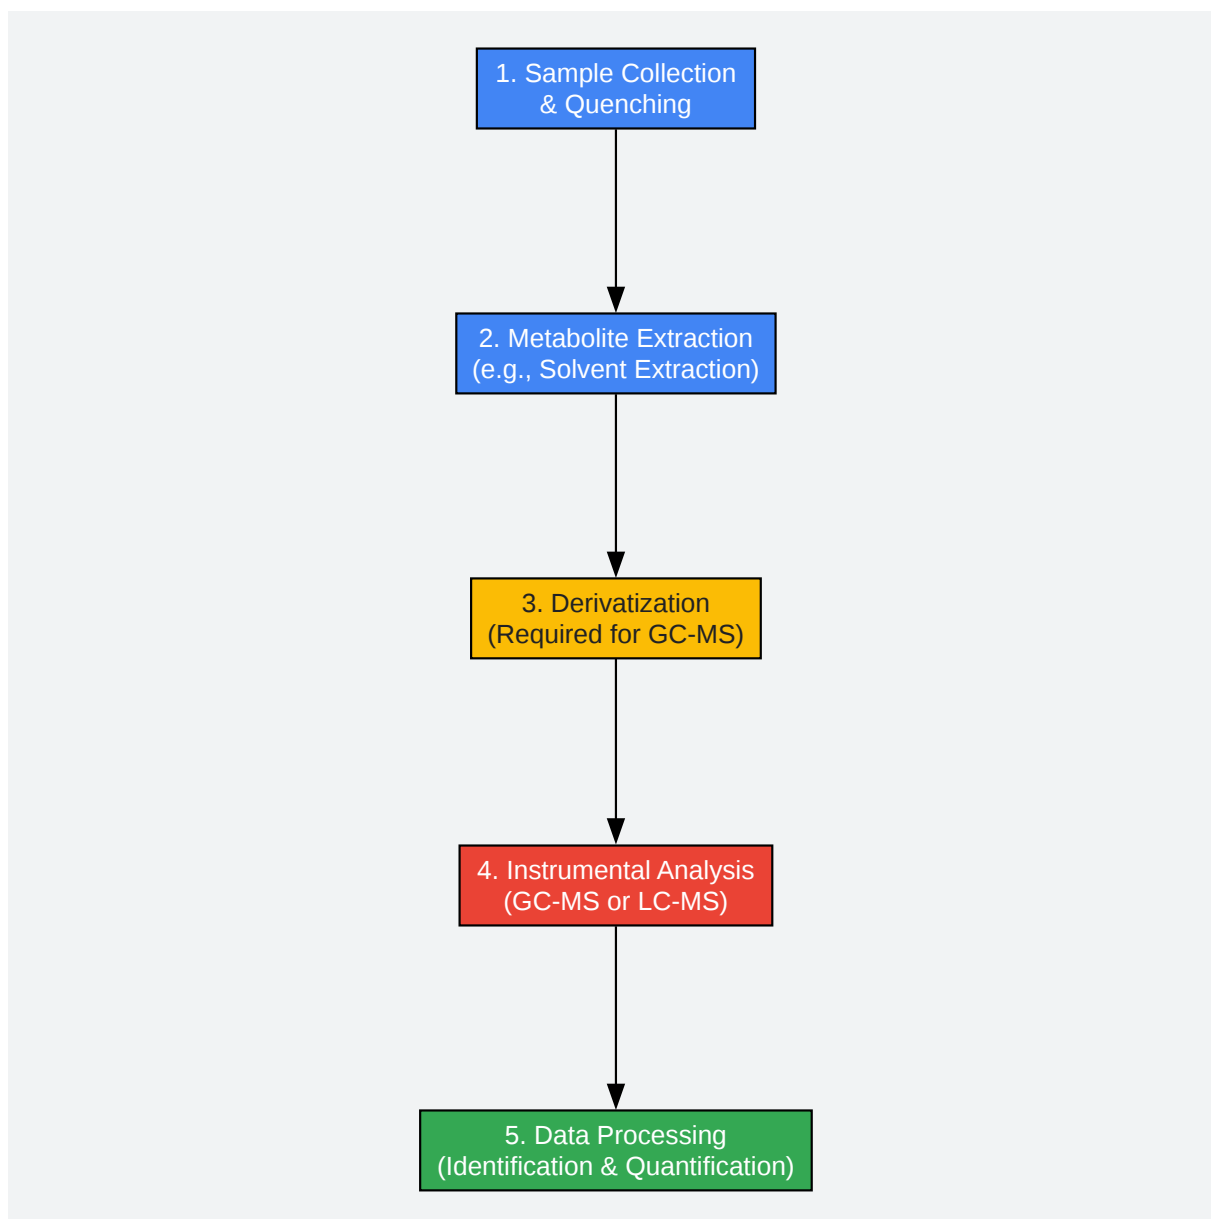 1. Sample Collection
& Quenching
2. Metabolite Extraction
(e.g., Solvent Extraction)
3. Derivatization
(Required for GC-MS)
4. Instrumental Analysis
(GC-MS or LC-MS)
5. Data Processing
(Identification & Quantification)